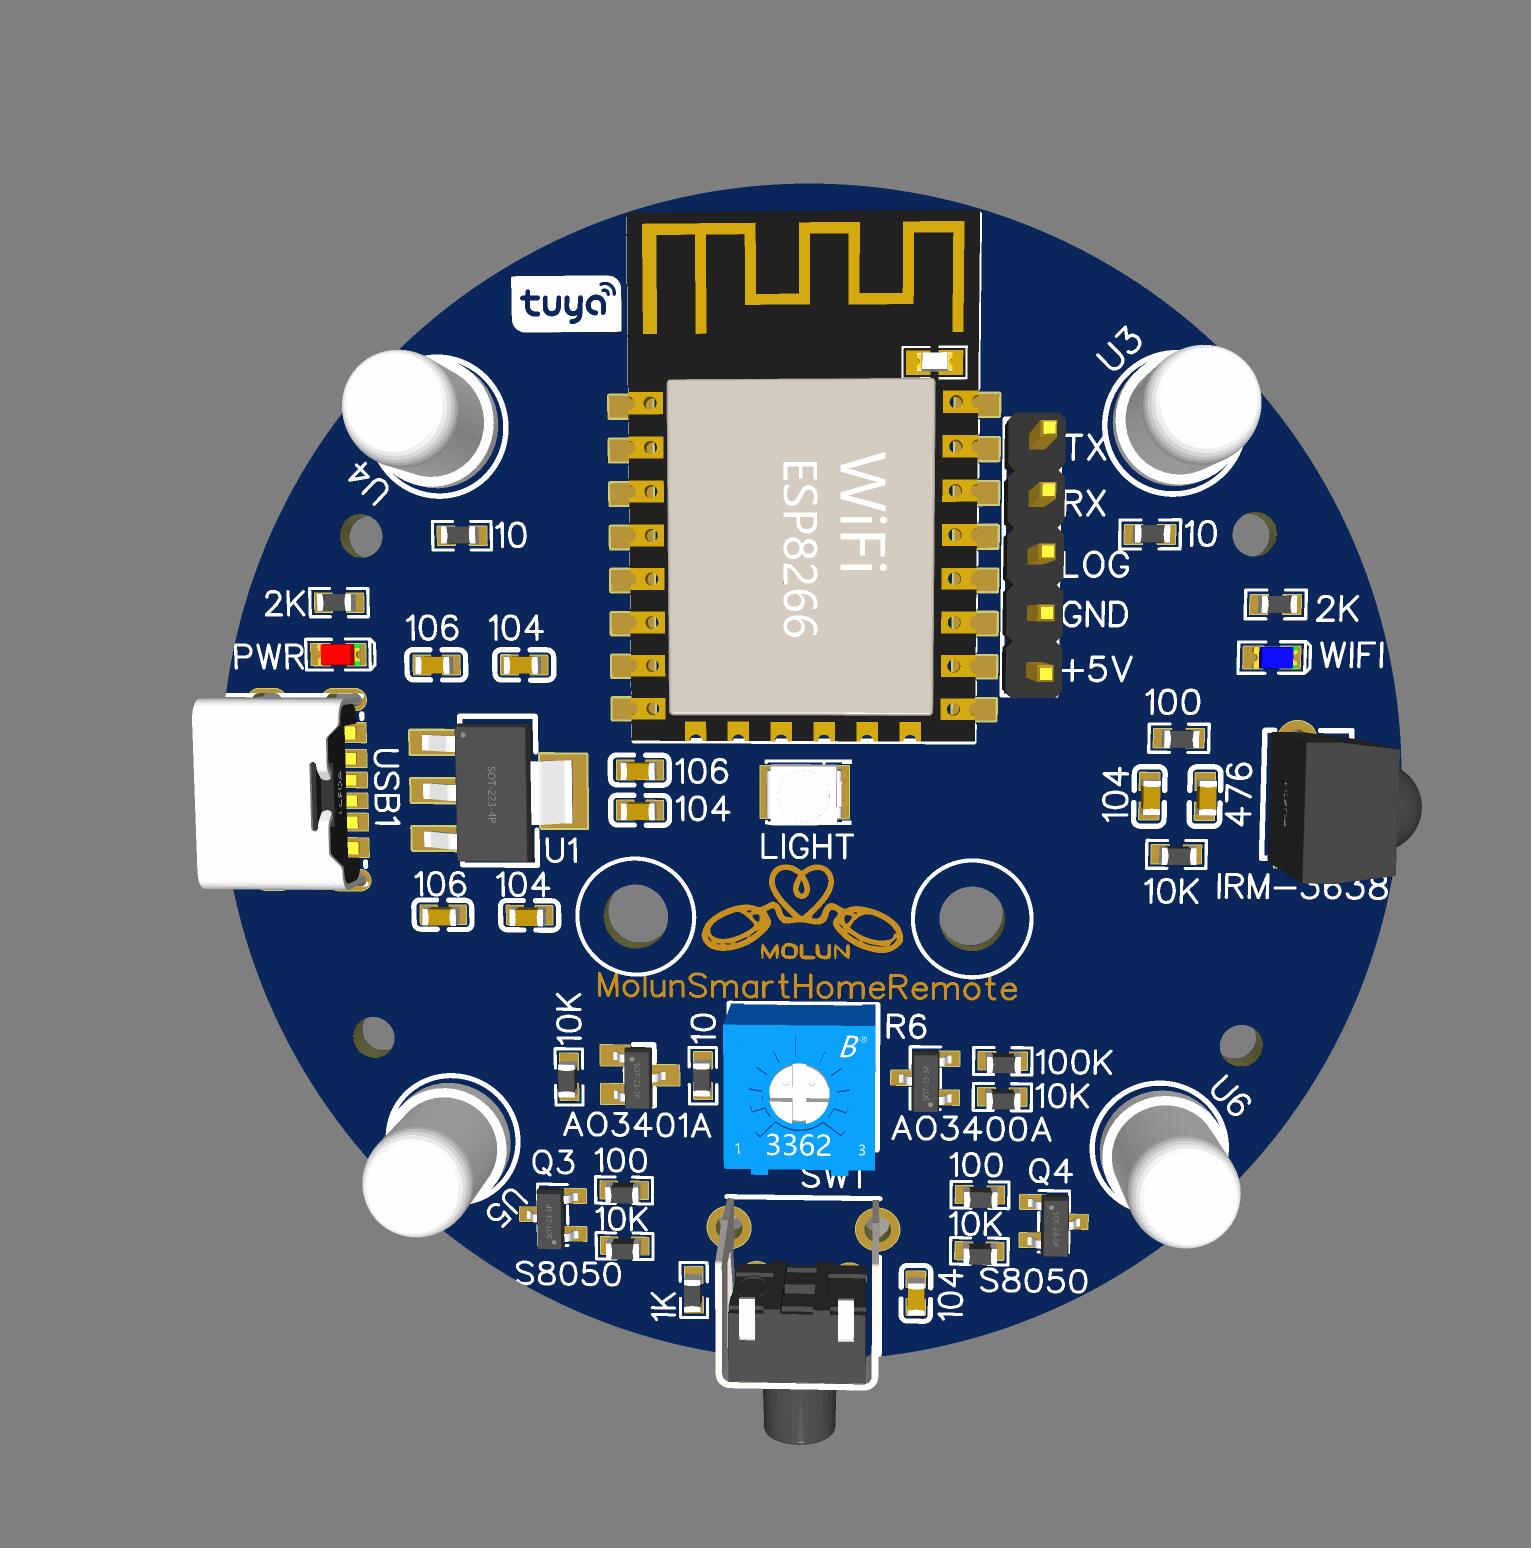 tuya
U3
U4
WiFi
ESP8266
TX
RX
LOG
GND
+5V
10
10
2K
PWR
106
104
2K
WIFI
USB1
SOT-223-4P
U1
106
104
LIGHT
100
104
476
10K
IRM-3638
106
104
MOLUN
MolunSmartHomeRemote
10K
10
R6
B®
3362
1
3
100K
10K
AO3401A
AO3400A
SW1
U6
U5
Q3
100
10K
S8050
100
Q4
10K
S8050
1K
104